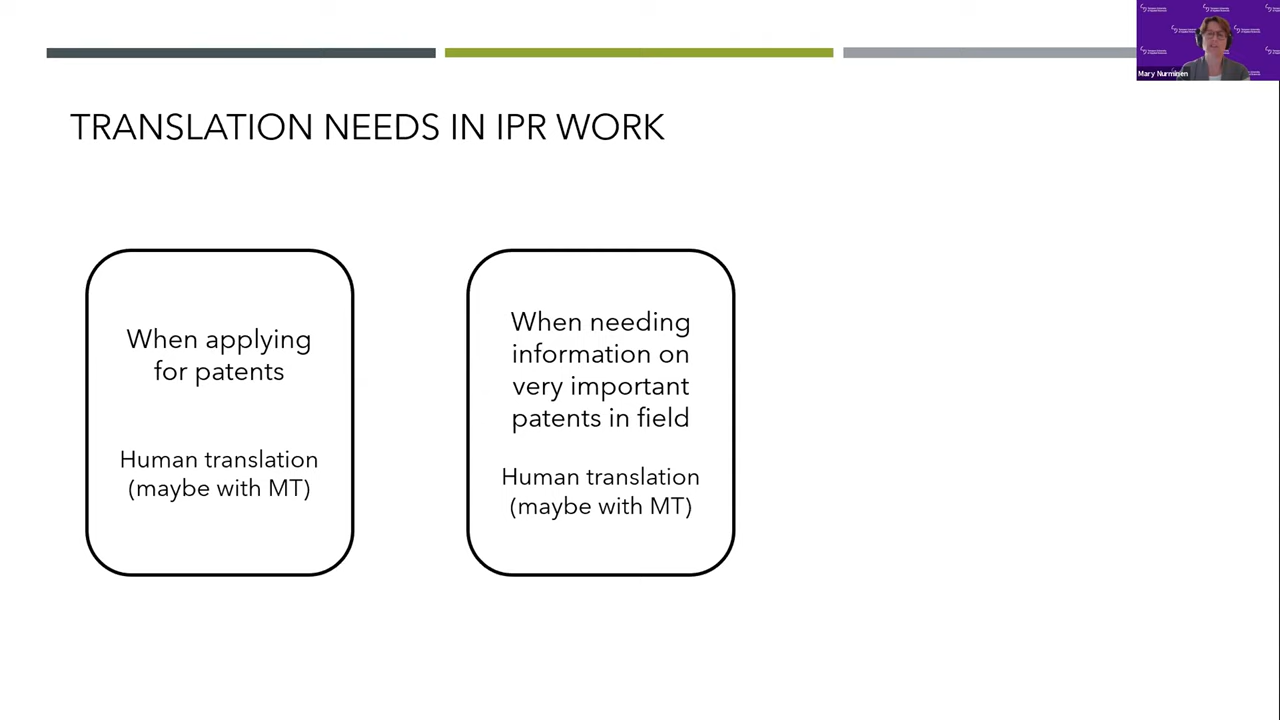 TRANSLATION NEEDS IN IPR WORK
When applying
for patents
Human translation
(maybe with MT)
When needing
information on
very important
patents in field
Human translation
(maybe with MT)
Mary Nurminen